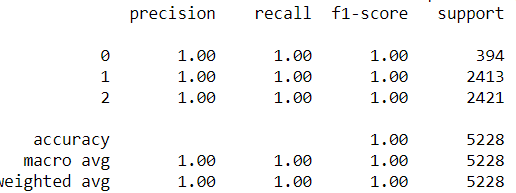 precision recall f1-score support
0 1.00 1.00 1.00 394
1 1.00 1.00 1.00 2413
2 1.00 1.00 1.00 2421
accuracy 1.00 5228
macro avg 1.00 1.00 1.00 5228
weighted avg 1.00 1.00 1.00 5228